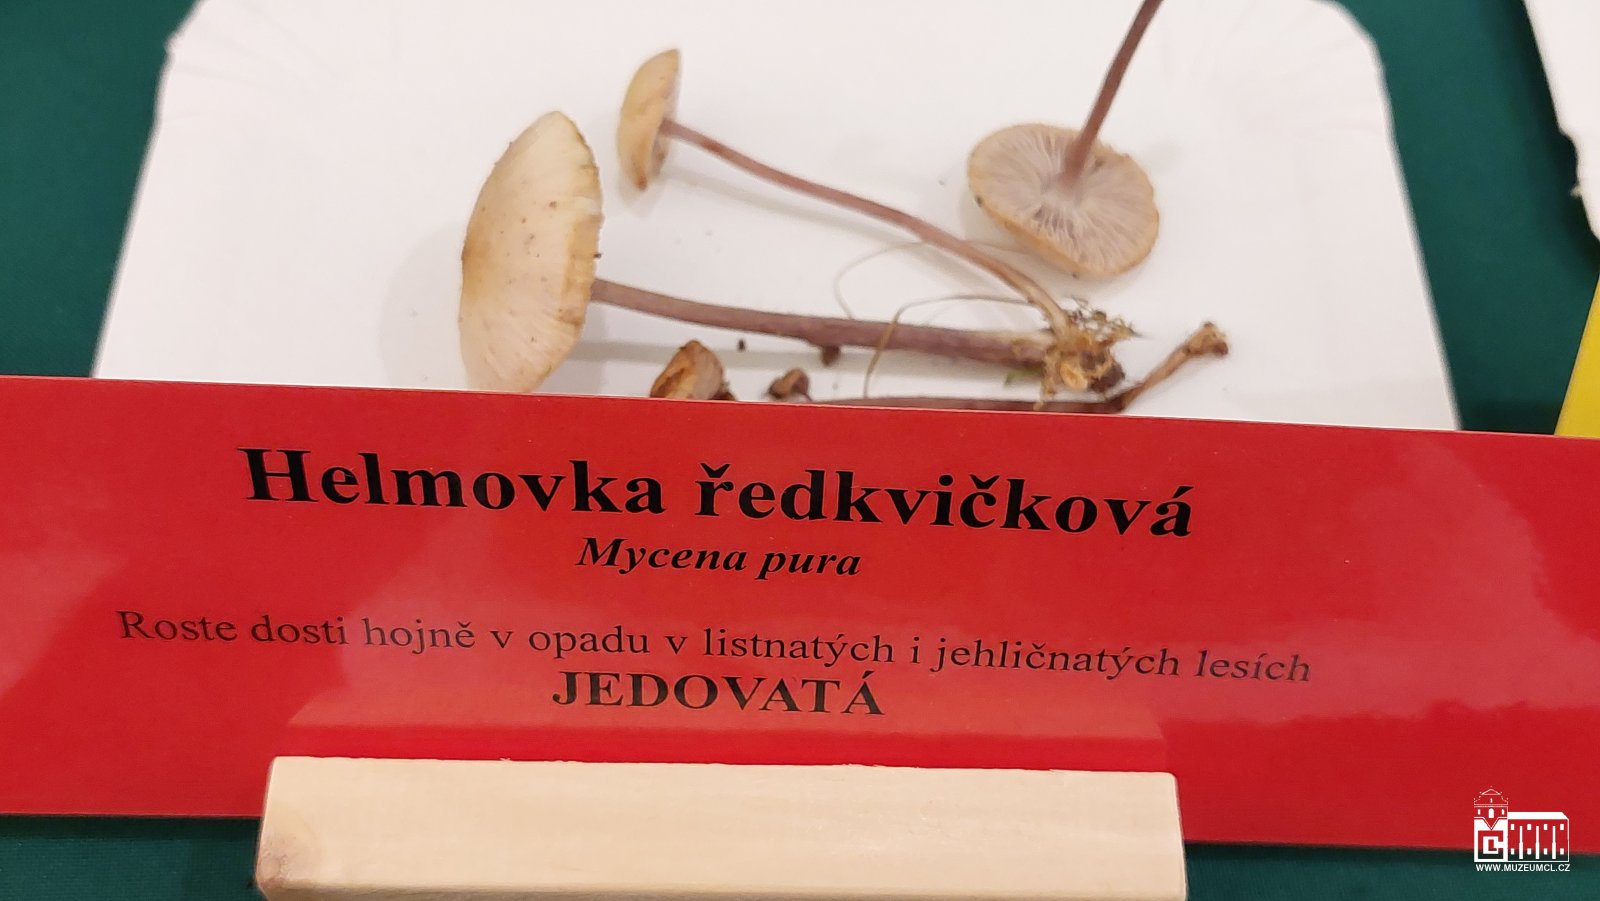 Helmovka ředkvičková
Mycena pura
Roste dosti hojně v opadu v listnatých i jehličnatých lesích
JEDOVATÁ
WWW.MUZEUMCL.CZ